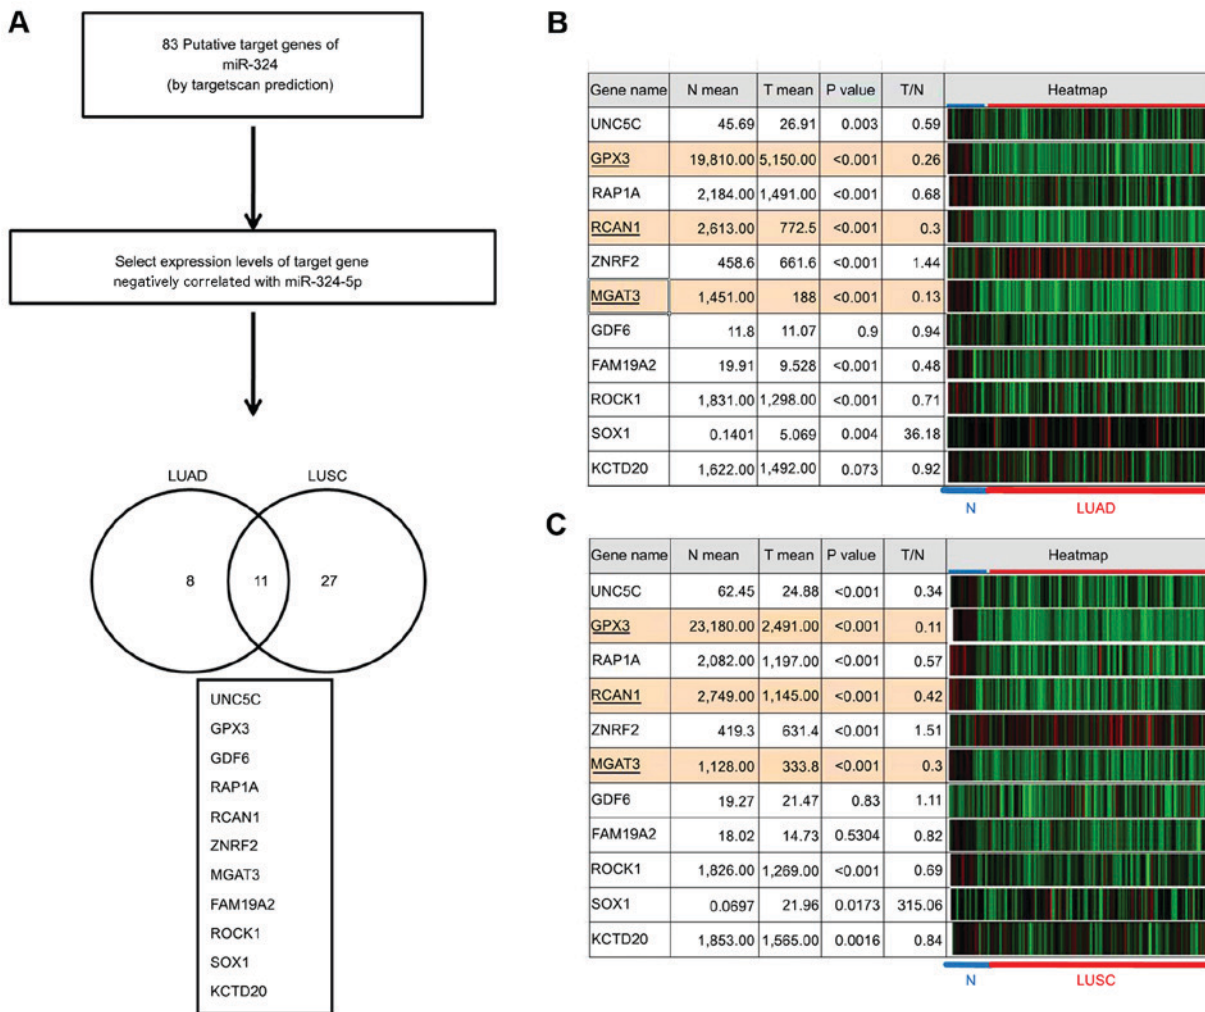 A
83 Putative target genes of
miR-324
(by targetscan prediction)
Select expression levels of target gene
negatively correlated with miR-324-5p
LUAD LUSC
8 11 27
UNC5C
GPX3
GDF6
RAP1A
RCAN1
ZNRF2
MGAT3
FAM19A2
ROCK1
SOX1
KCTD20
B
Gene name N mean T mean P value T/N Heatmap
UNC5C 45.69 26.91 0.003 0.59
GPX3 19,810.00 5,150.00 <0.001 0.26
RAP1A 2,184.00 1,491.00 <0.001 0.68
RCAN1 2,613.00 772.5 <0.001 0.3
ZNRF2 458.6 661.6 <0.001 1.44
MGAT3 1,451.00 188 <0.001 0.13
GDF6 11.8 11.07 0.9 0.94
FAM19A2 19.91 9.528 <0.001 0.48
ROCK1 1,831.00 1,298.00 <0.001 0.71
SOX1 0.1401 5.069 0.004 36.18
KCTD20 1,622.00 1,492.00 0.073 0.92
N LUAD
C
Gene name N mean T mean P value T/N Heatmap
UNC5C 62.45 24.88 <0.001 0.34
GPX3 23,180.00 2,491.00 <0.001 0.11
RAP1A 2,082.00 1,197.00 <0.001 0.57
RCAN1 2,749.00 1,145.00 <0.001 0.42
ZNRF2 419.3 631.4 <0.001 1.51
MGAT3 1,128.00 333.8 <0.001 0.3
GDF6 19.27 21.47 0.83 1.11
FAM19A2 18.02 14.73 0.5304 0.82
ROCK1 1,826.00 1,269.00 <0.001 0.69
SOX1 0.0697 21.96 0.0173 315.06
KCTD20 1,853.00 1,565.00 0.0016 0.84
N LUSC